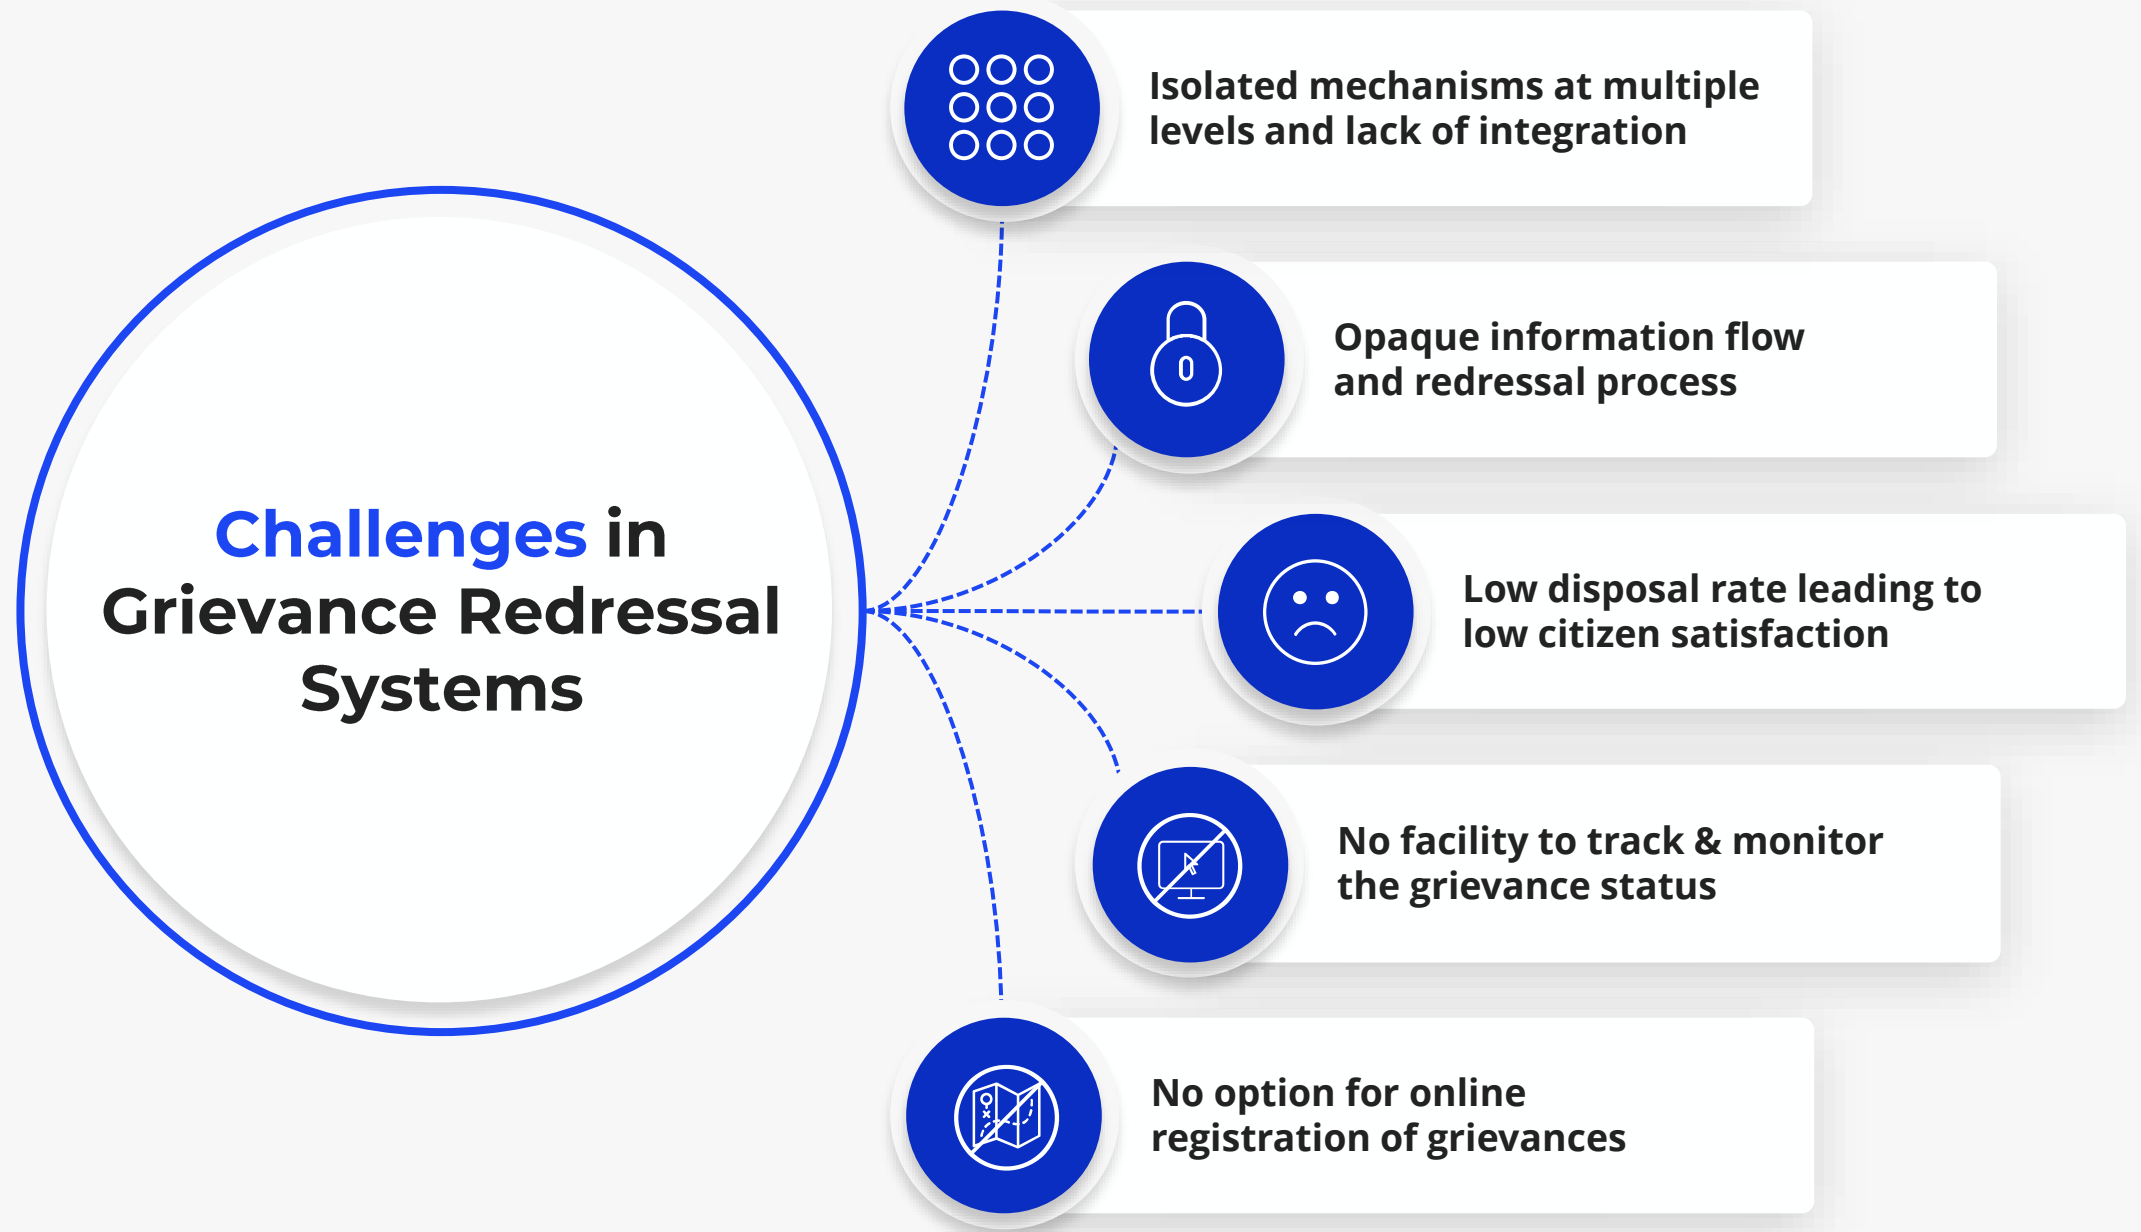 Challenges in
Grievance Redressal
Systems
Isolated mechanisms at multiple
levels and lack of integration
Opaque information flow
and redressal process
Low disposal rate leading to
low citizen satisfaction
No facility to track & monitor
the grievance status
No option for online
registration of grievances